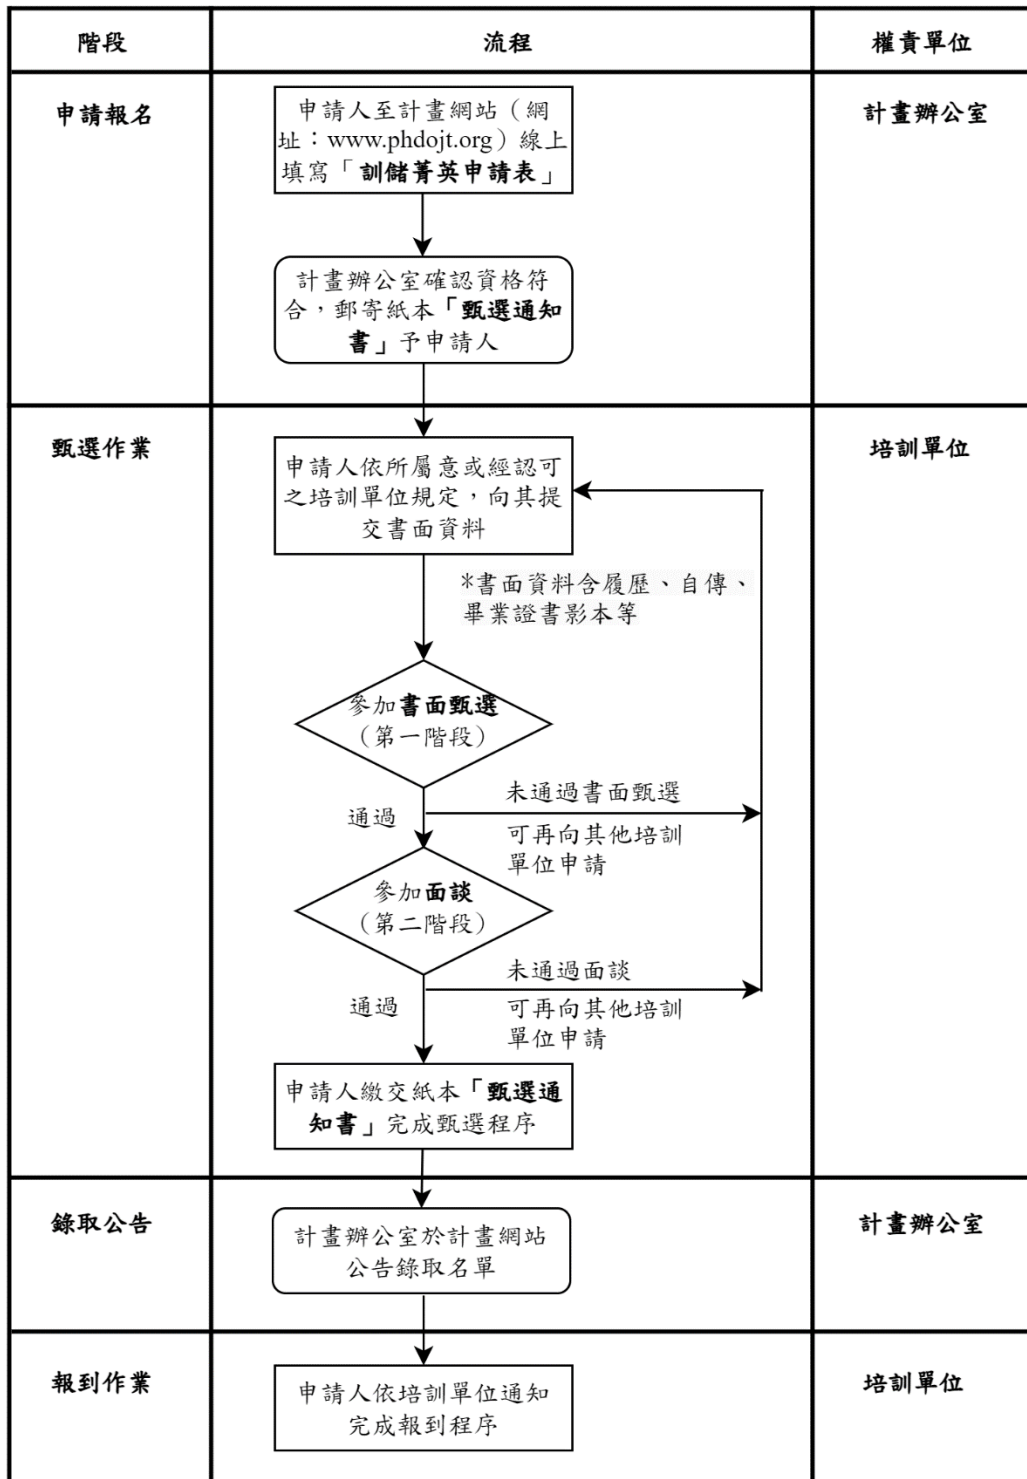 階段
流程
權責單位
申請報名
申請人至計畫網站（網
址：www.phdojt.org）線上
填寫「訓儲菁英申請表」
計畫辦公室
計畫辦公室確認資格符
合，郵寄紙本「甄選通知
書」予申請人
甄選作業
申請人依所屬意或經認可
之培訓單位規定，向其提
交書面資料
培訓單位
*書面資料含履歷、自傳、
畢業證書影本等
參加書面甄選
（第一階段）
未通過書面甄選
通過
可再向其他培訓
單位申請
參加面談
（第二階段）
未通過面談
通過
可再向其他培訓
單位申請
申請人繳交紙本「甄選通
知書」完成甄選程序
錄取公告
計畫辦公室於計畫網站
公告錄取名單
計畫辦公室
報到作業
申請人依培訓單位通知
完成報到程序
培訓單位